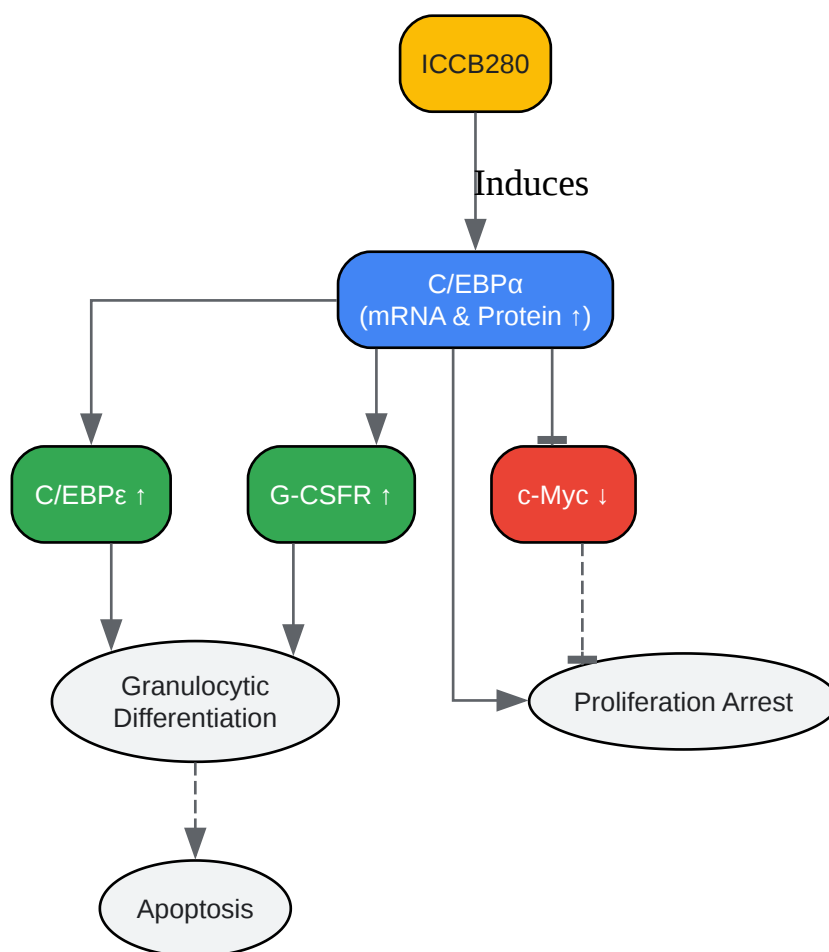 ICCB280
Induces
C/EBPα
(mRNA & Protein ↑)
C/EBPε ↑
G-CSFR ↑
c-Myc ↓
Granulocytic
Differentiation
Proliferation Arrest
Apoptosis